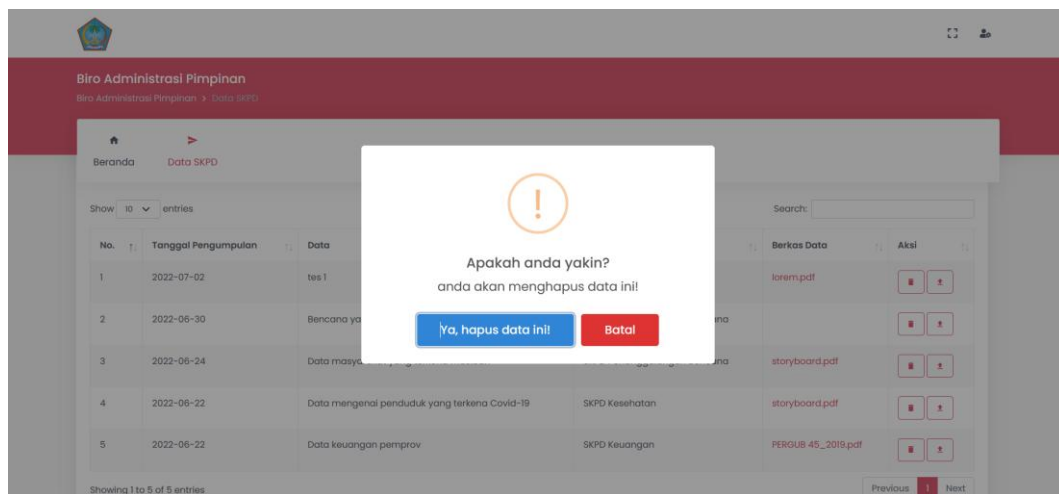 Biro Administrasi Pimpinan
Biro Administrasi Pimpinan > Data SKPD
Beranda
Data SKPD
Show 10 entries
Search:
No. Tanggal Pengumpulan Data Berkas Data Aksi
1 2022-07-02 tes 1 lorem.pdf
2 2022-06-30 Bencana
3 2022-06-24 Data storyboard.pdf
4 2022-06-22 Data mengenai penduduk yang terkena Covid-19 SKPD Kesehatan storyboard.pdf
5 2022-06-22 Data keuangan pemprov SKPD Keuangan PERGUB 45_2019.pdf
Showing 1 to 5 of 5 entries
Previous 1 Next
!
Apakah anda yakin?
anda akan menghapus data ini!
Ya, hapus data ini!
Batal